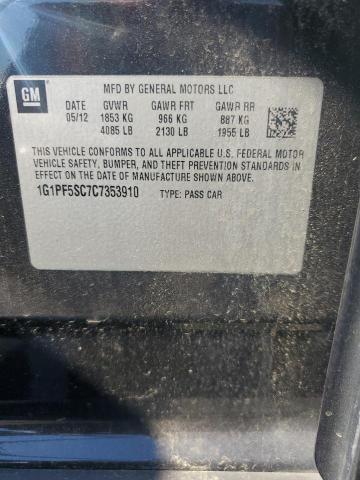 GM
MFD BY GENERAL MOTORS LLC
DATE GVWR GAWR FRT GAWR RR
05/12 1853 KG 966 KG 887 KG
4085 LB 2130 LB 1955 LB
THIS VEHICLE CONFORMS TO ALL APPLICABLE U.S. FEDERAL MOTOR
VEHICLE SAFETY, BUMPER, AND THEFT PREVENTION STANDARDS IN
EFFECT ON THE DATE OF MANUFACTURE SHOWN ABOVE.
1G1PF5SC7C7353910 TYPE: PASS CAR